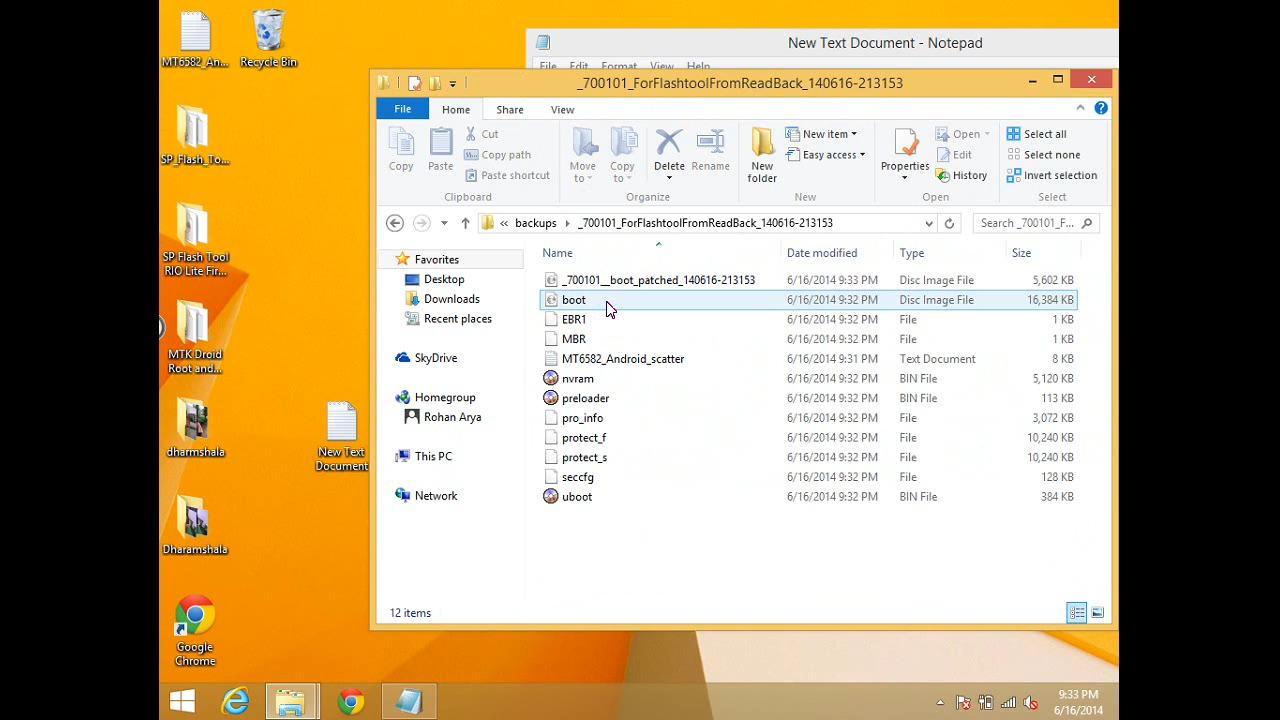 MT6582_An...
Recycle Bin
SP_Flash_To...
SP Flash Tool
RIO Lite Fir...
MTK Droid
Root and...
dharmshala
Dharamshala
Google
Chrome
New Text
Document
New Text Document - Notepad
File Edit Format View Help
_700101_ForFlashtoolFromReadBack_140616-213153
File Home Share View
Copy
Paste
Cut
Copy path
Paste shortcut
Clipboard
Move
to
Copy
to
Delete
Rename
Organize
New
folder
New item
Easy access
New
Properties
Open
Edit
History
Open
Select all
Select none
Invert selection
Select
« backups _700101_ForFlashtoolFromReadBack_140616-213153
Search _700101_F...
Favorites
Desktop
Downloads
Recent places
SkyDrive
Homegroup
Rohan Arya
This PC
Network
Name Date modified Type Size
_700101__boot_patched_140616-213153 6/16/2014 9:33 PM Disc Image File 5,602 KB
boot 6/16/2014 9:32 PM Disc Image File 16,384 KB
EBR1 6/16/2014 9:32 PM File 1 KB
MBR 6/16/2014 9:32 PM File 1 KB
MT6582_Android_scatter 6/16/2014 9:31 PM Text Document 8 KB
nvram 6/16/2014 9:32 PM BIN File 5,120 KB
preloader 6/16/2014 9:32 PM BIN File 113 KB
pro_info 6/16/2014 9:32 PM File 3,072 KB
protect_f 6/16/2014 9:32 PM File 10,240 KB
protect_s 6/16/2014 9:32 PM File 10,240 KB
seccfg 6/16/2014 9:32 PM File 128 KB
uboot 6/16/2014 9:32 PM BIN File 384 KB
12 items
9:33 PM
6/16/2014